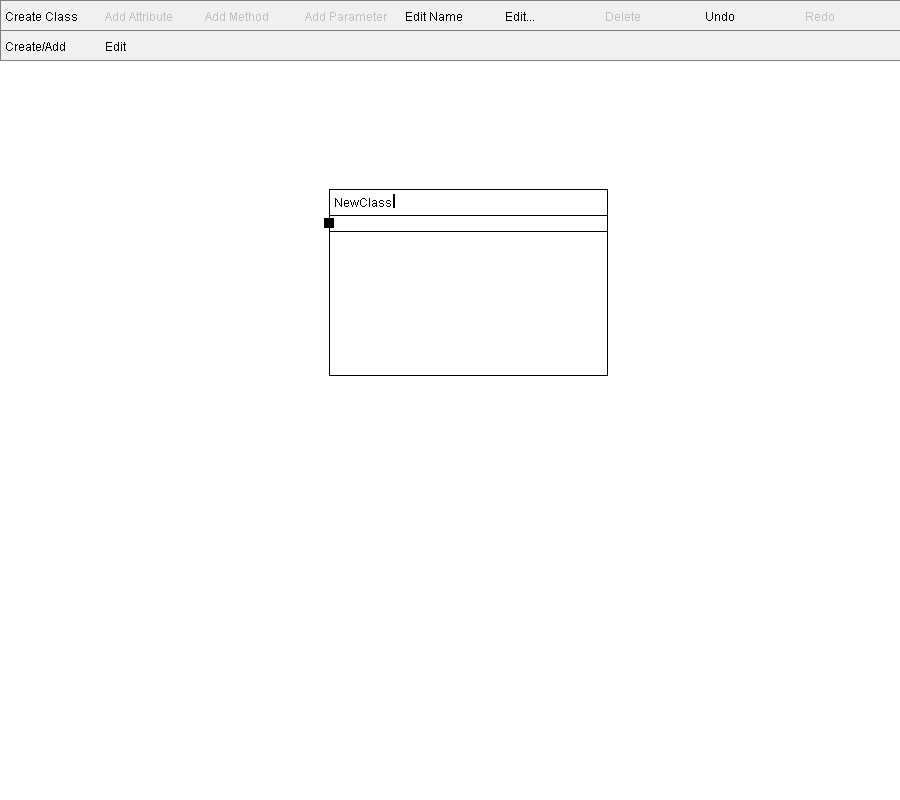 Create Class Add Attribute Add Method Add Parameter Edit Name Edit... Delete Undo Redo
Create/Add Edit
NewClass